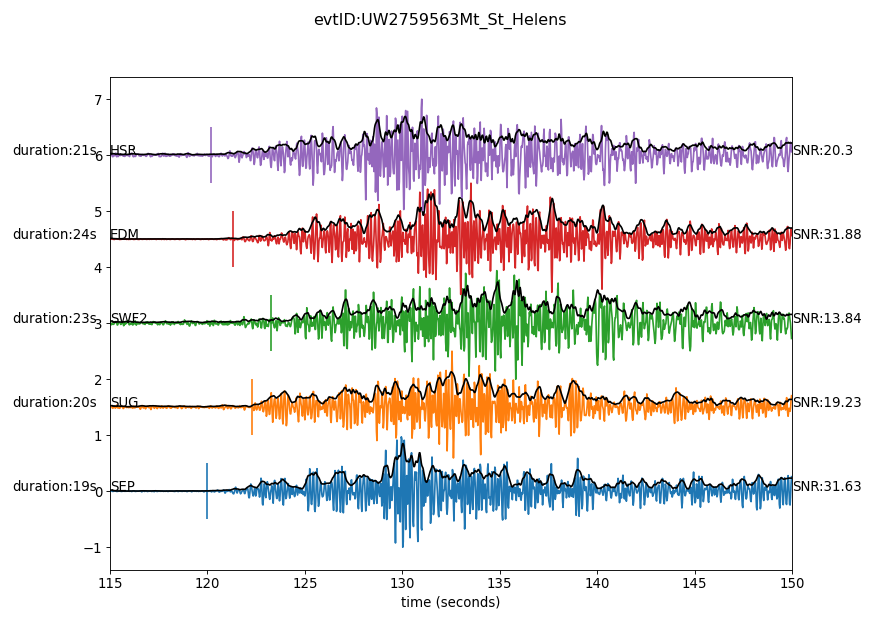 evtID:UW2759563Mt_St_Helens
7
duration:21s HSR SNR:20.3
6
5
duration:24s EDM SNR:31.88
4
duration:23s SWF2 SNR:13.84
3
2
duration:20s SUG SNR:19.23
1
duration:19s SEP SNR:31.63
0
−1
115 120 125 130 135 140 145 150
time (seconds)